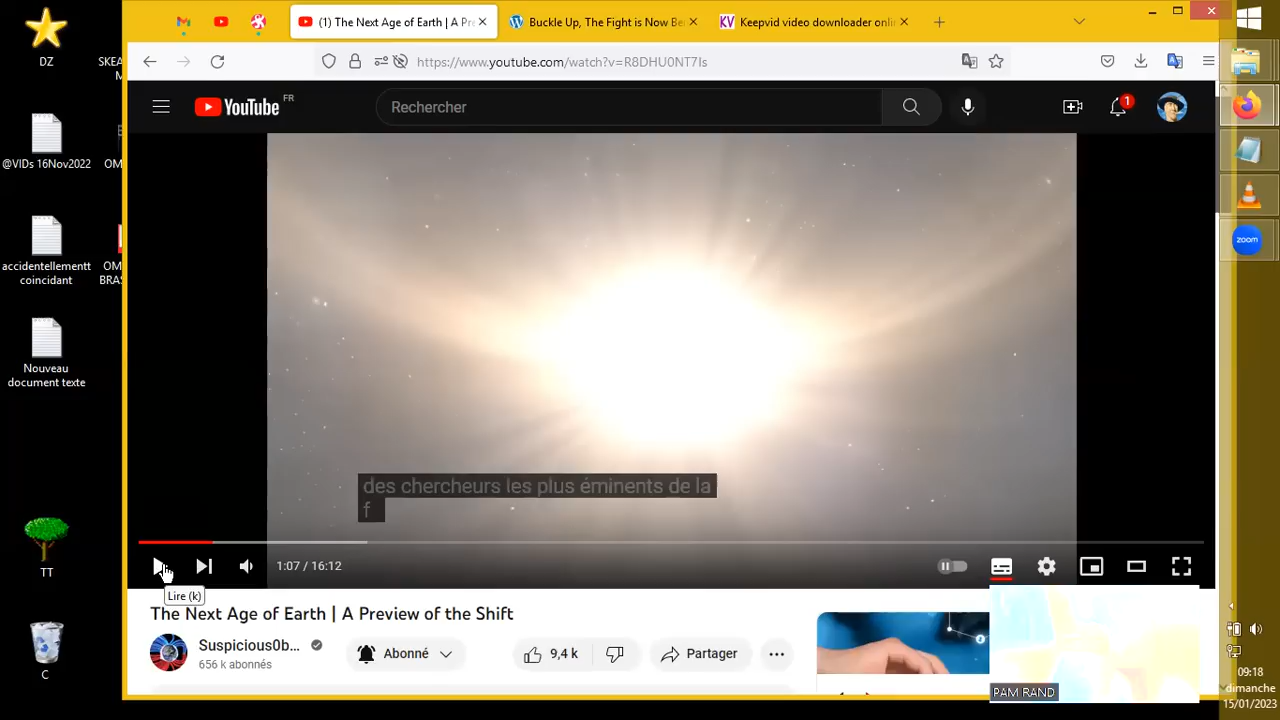 DZ
SKEA
M
@VIDs 16Nov2022
OM
accidentellementt
coincidant
OM
BRAS
Nouveau
document texte
TT
C
(1) The Next Age of Earth | A Pr
Buckle Up, The Fight is Now Be
KV Keepvid video downloader onli
https://www.youtube.com/watch?v=R8DHU0NT7Is
YouTube FR
Rechercher
1
des chercheurs les plus éminents de la
f
1:07 / 16:12
Lire (k)
The Next Age of Earth | A Preview of the Shift
Suspicious0b...
656 k abonnés
Abonné
9,4 k
Partager
PAM RAND
zoom
09:18
dimanche
15/01/2023